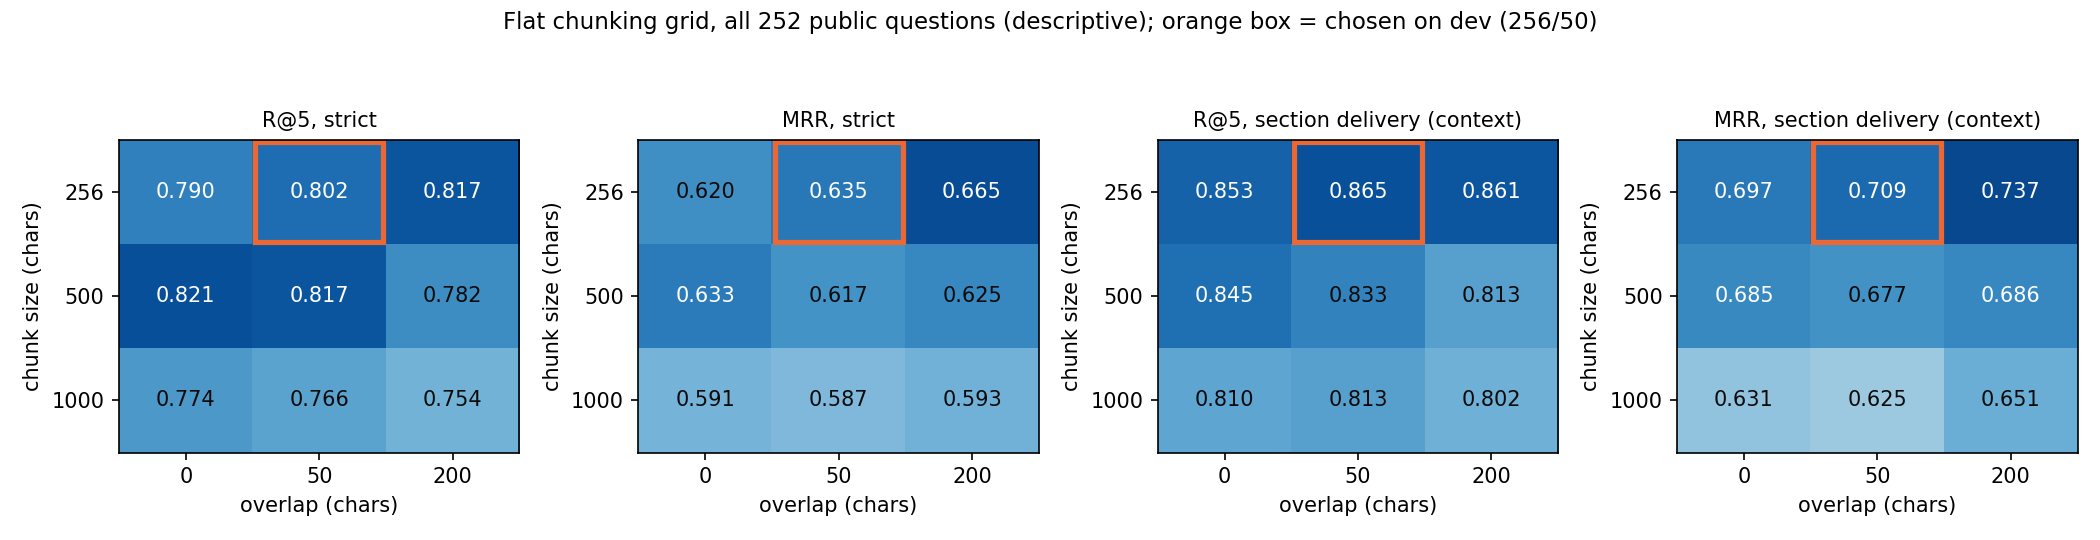 Flat chunking grid, all 252 public questions (descriptive); orange box = chosen on dev (256/50)
R@5, strict
chunk size (chars)
256 0.790 0.802 0.817
500 0.821 0.817 0.782
1000 0.774 0.766 0.754
0 50 200
overlap (chars)
MRR, strict
chunk size (chars)
256 0.620 0.635 0.665
500 0.633 0.617 0.625
1000 0.591 0.587 0.593
0 50 200
overlap (chars)
R@5, section delivery (context)
chunk size (chars)
256 0.853 0.865 0.861
500 0.845 0.833 0.813
1000 0.810 0.813 0.802
0 50 200
overlap (chars)
MRR, section delivery (context)
chunk size (chars)
256 0.697 0.709 0.737
500 0.685 0.677 0.686
1000 0.631 0.625 0.651
0 50 200
overlap (chars)